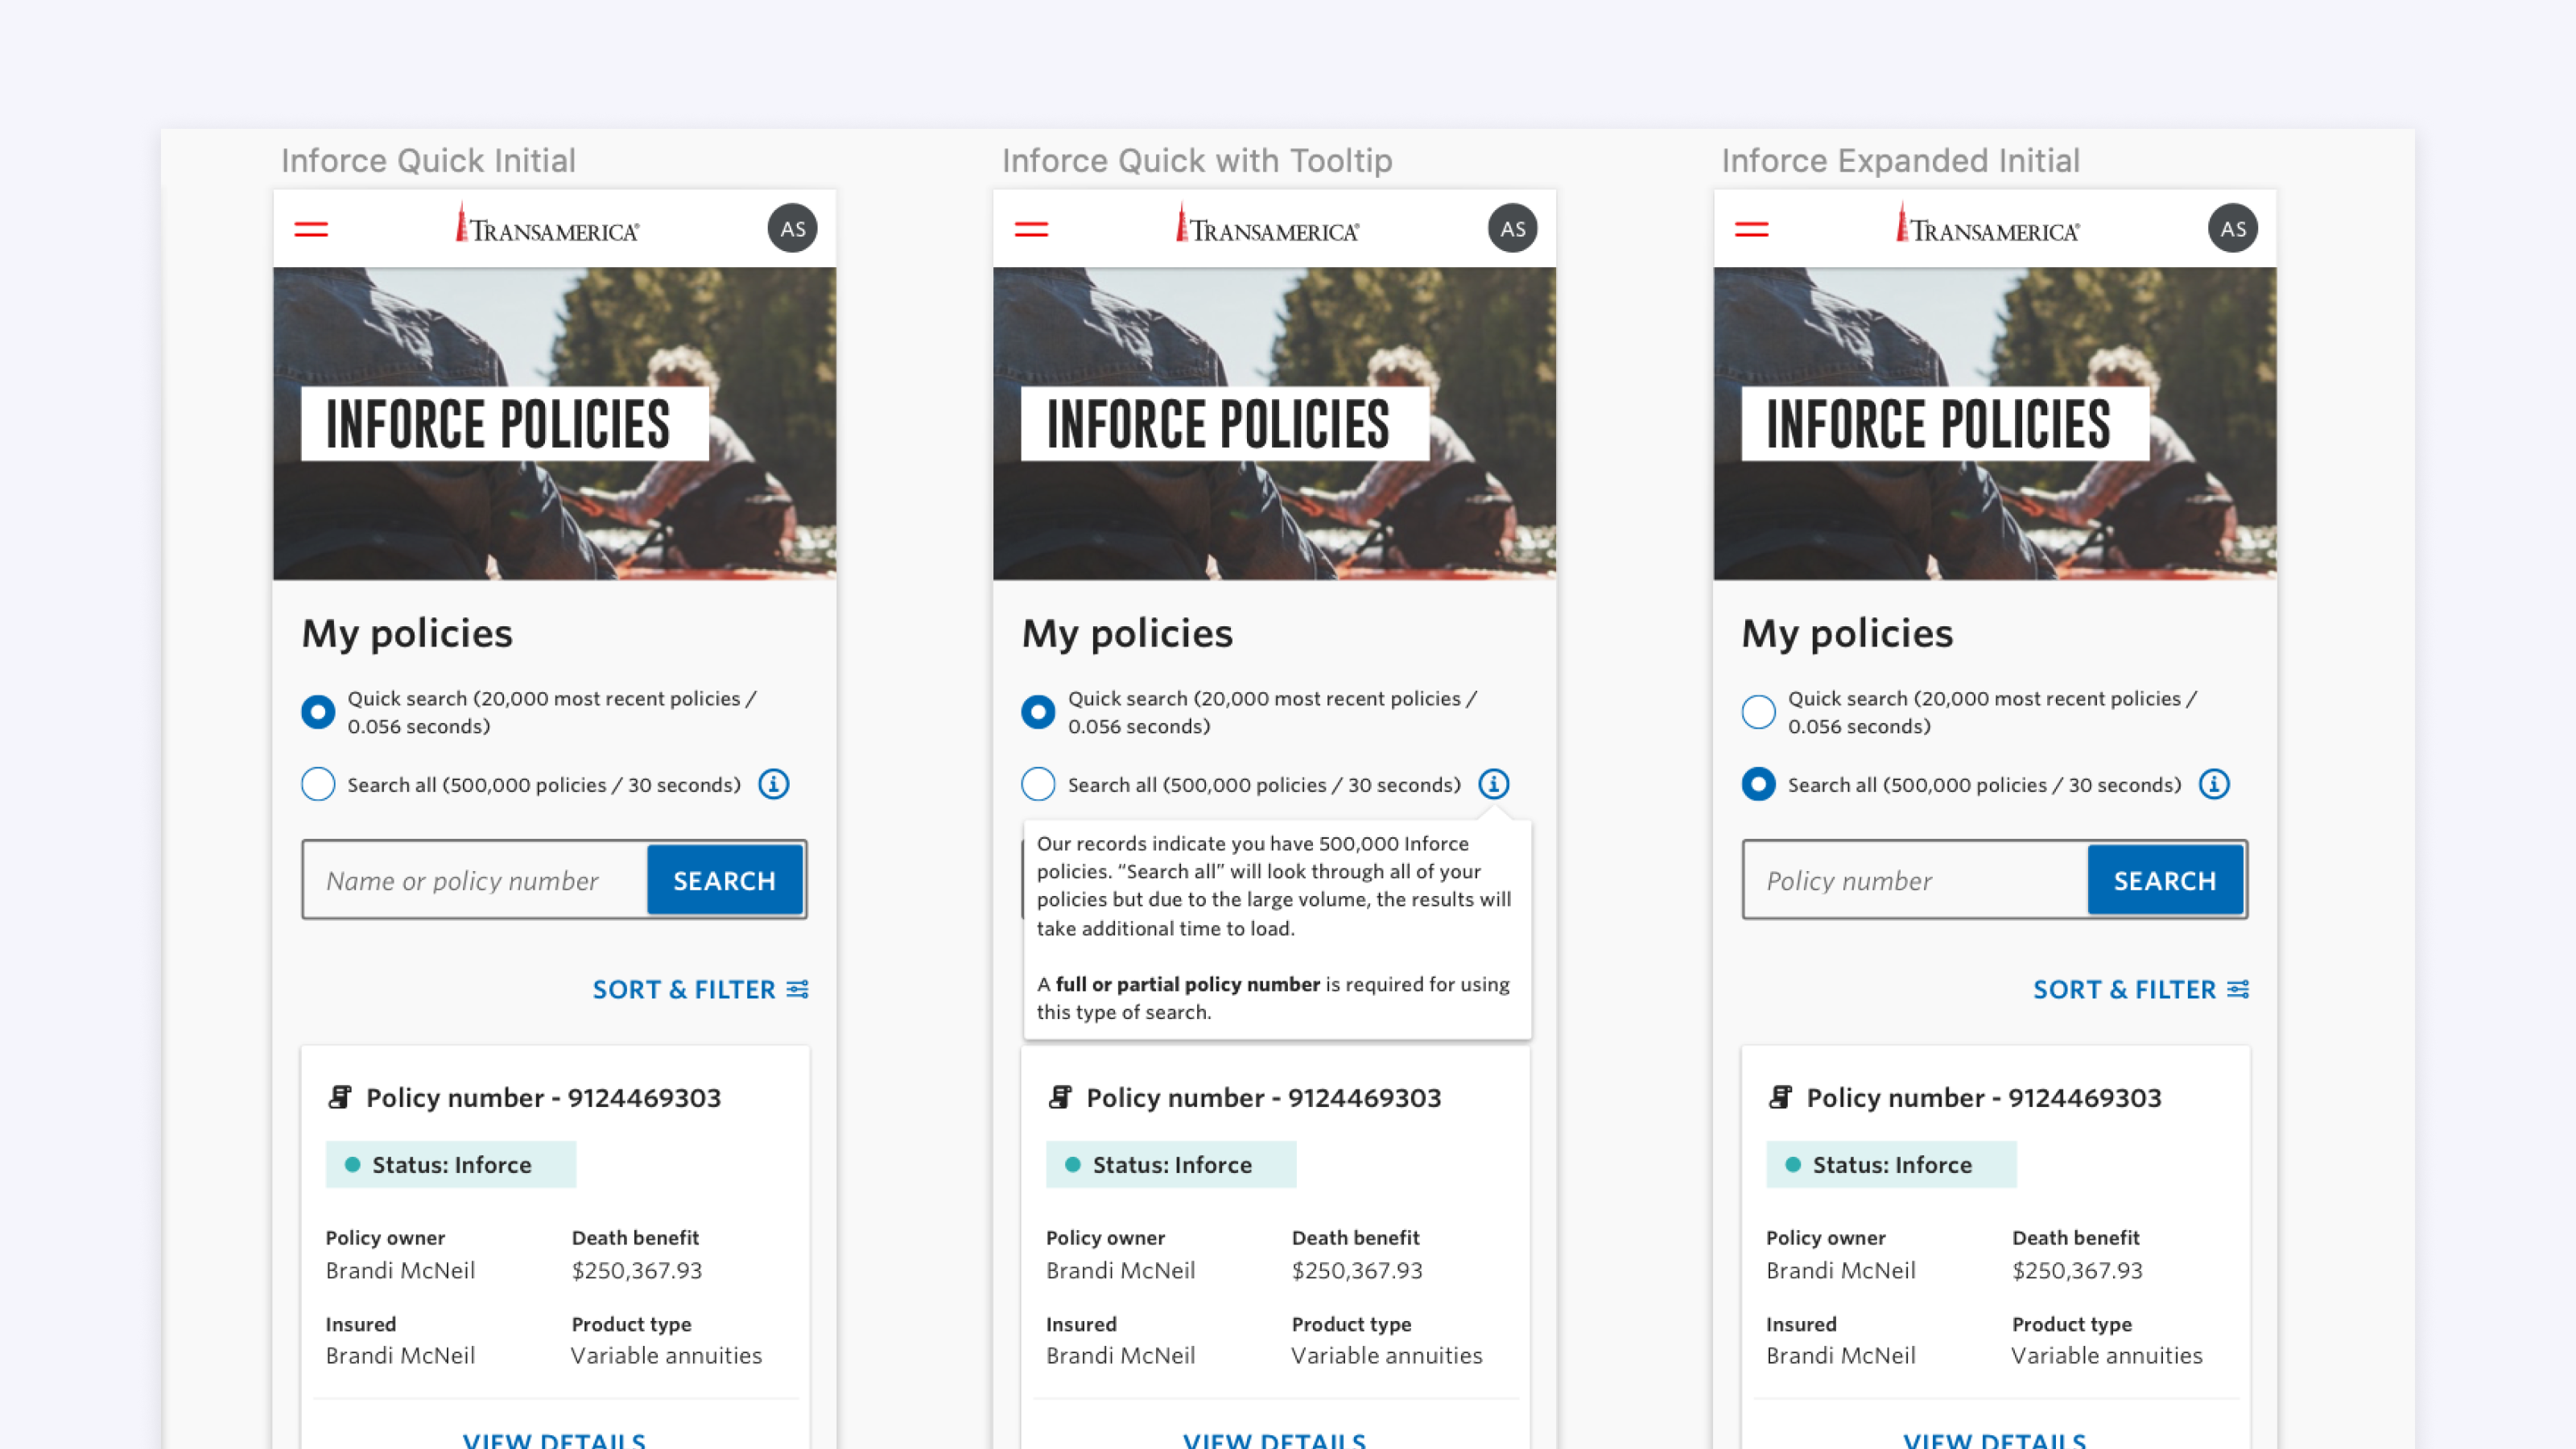 Inforce Quick Initial
TRANSAMERICA®
AS
INFORCE POLICIES
My policies
Quick search (20,000 most recent policies /
0.056 seconds)
Search all (500,000 policies / 30 seconds)
Name or policy number
SEARCH
SORT & FILTER
Policy number - 9124469303
Status: Inforce
Policy owner
Death benefit
Brandi McNeil
$250,367.93
Insured
Product type
Brandi McNeil
Variable annuities
VIEW DETAILS
Inforce Quick with Tooltip
TRANSAMERICA®
AS
INFORCE POLICIES
My policies
Quick search (20,000 most recent policies /
0.056 seconds)
Search all (500,000 policies / 30 seconds)
Our records indicate you have 500,000 Inforce
policies. “Search all” will look through all of your
policies but due to the large volume, the results will
take additional time to load.
A full or partial policy number is required for using
this type of search.
Policy number - 9124469303
Status: Inforce
Policy owner
Death benefit
Brandi McNeil
$250,367.93
Insured
Product type
Brandi McNeil
Variable annuities
VIEW DETAILS
Inforce Expanded Initial
TRANSAMERICA®
AS
INFORCE POLICIES
My policies
Quick search (20,000 most recent policies /
0.056 seconds)
Search all (500,000 policies / 30 seconds)
Policy number
SEARCH
SORT & FILTER
Policy number - 9124469303
Status: Inforce
Policy owner
Death benefit
Brandi McNeil
$250,367.93
Insured
Product type
Brandi McNeil
Variable annuities
VIEW DETAILS